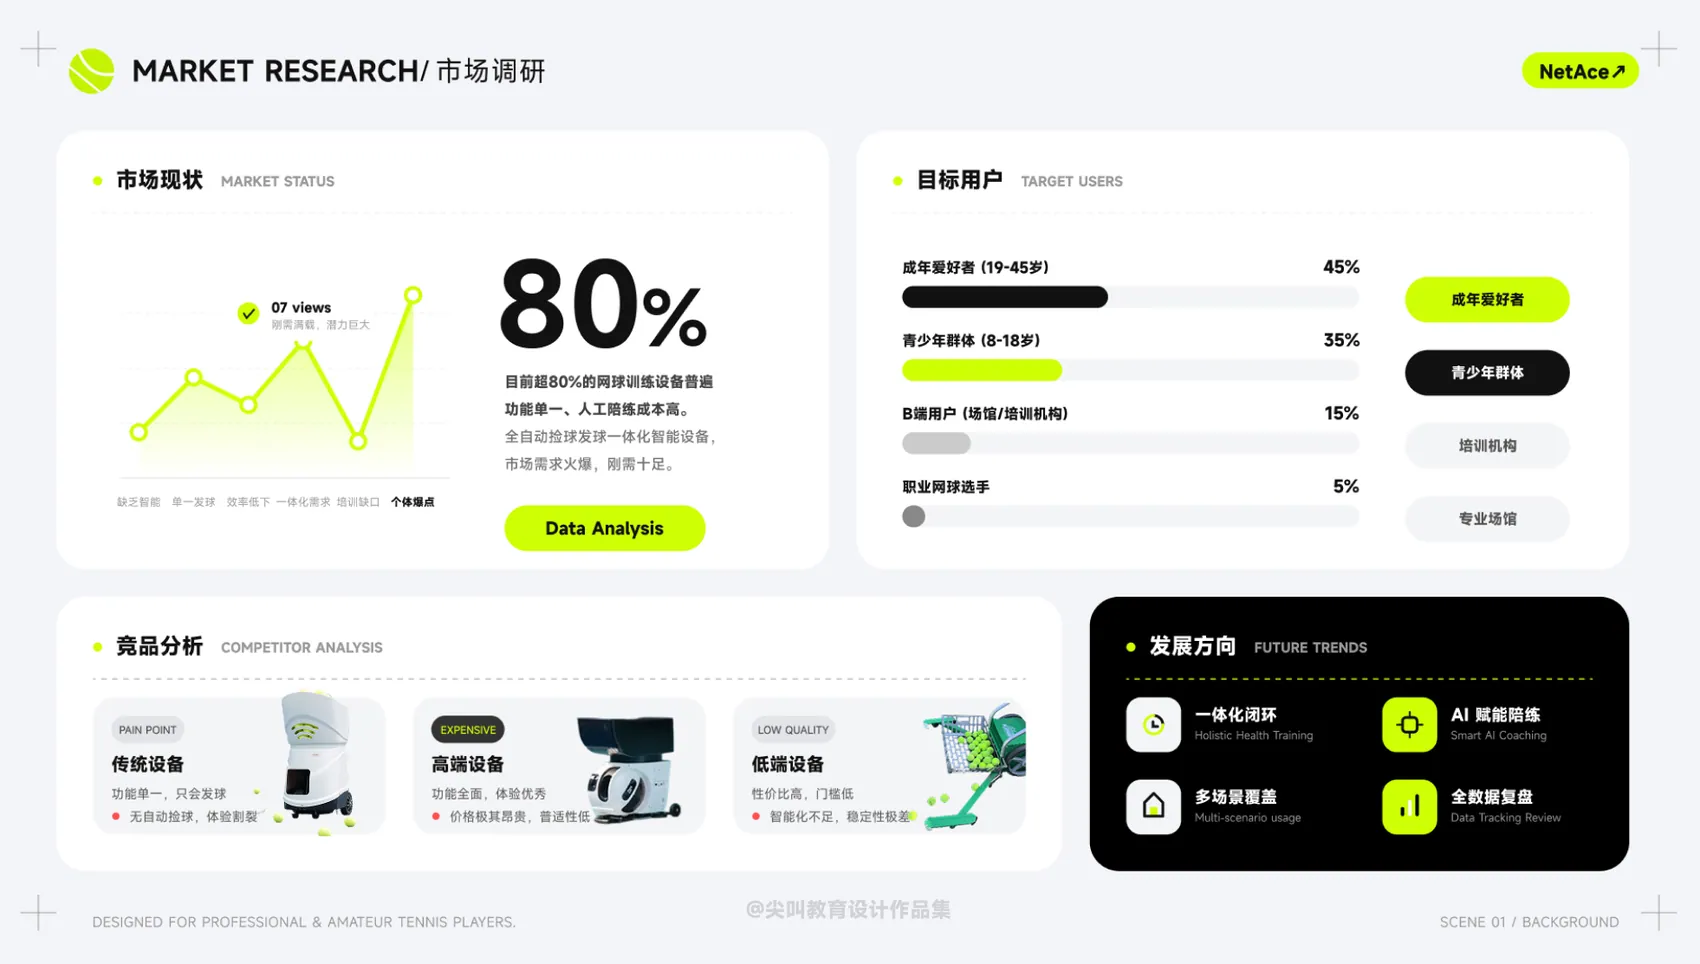 MARKET RESEARCH/ 市场调研
NetAce↗
市场现状 MARKET STATUS
07 views
刚需满载，潜力巨大
缺乏智能 单一发球 效率低下 一体化需求 培训缺口 个体爆点
80%
目前超80%的网球训练设备普遍
功能单一、人工陪练成本高。
全自动捡球发球一体化智能设备，
市场需求火爆，刚需十足。
Data Analysis
目标用户 TARGET USERS
成年爱好者 (19-45岁) 45%
青少年群体 (8-18岁) 35%
B端用户 (场馆/培训机构) 15%
职业网球选手 5%
成年爱好者
青少年群体
培训机构
专业场馆
竞品分析 COMPETITOR ANALYSIS
PAIN POINT
传统设备
功能单一，只会发球
无自动捡球，体验割裂
EXPENSIVE
高端设备
功能全面，体验优秀
价格极其昂贵，普适性低
LOW QUALITY
低端设备
性价比高，门槛低
智能化不足，稳定性极差
发展方向 FUTURE TRENDS
一体化闭环
Holistic Health Training
AI 赋能陪练
Smart AI Coaching
多场景覆盖
Multi-scenario usage
全数据复盘
Data Tracking Review
@尖叫教育设计作品集
DESIGNED FOR PROFESSIONAL & AMATEUR TENNIS PLAYERS.
SCENE 01 / BACKGROUND